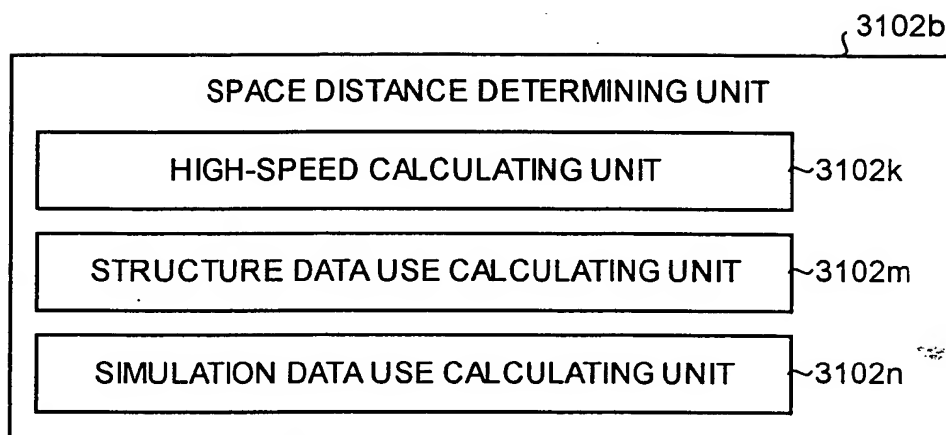 3102b
SPACE DISTANCE DETERMINING UNIT
HIGH-SPEED CALCULATING UNIT
3102k
STRUCTURE DATA USE CALCULATING UNIT
3102m
SIMULATION DATA USE CALCULATING UNIT
3102n